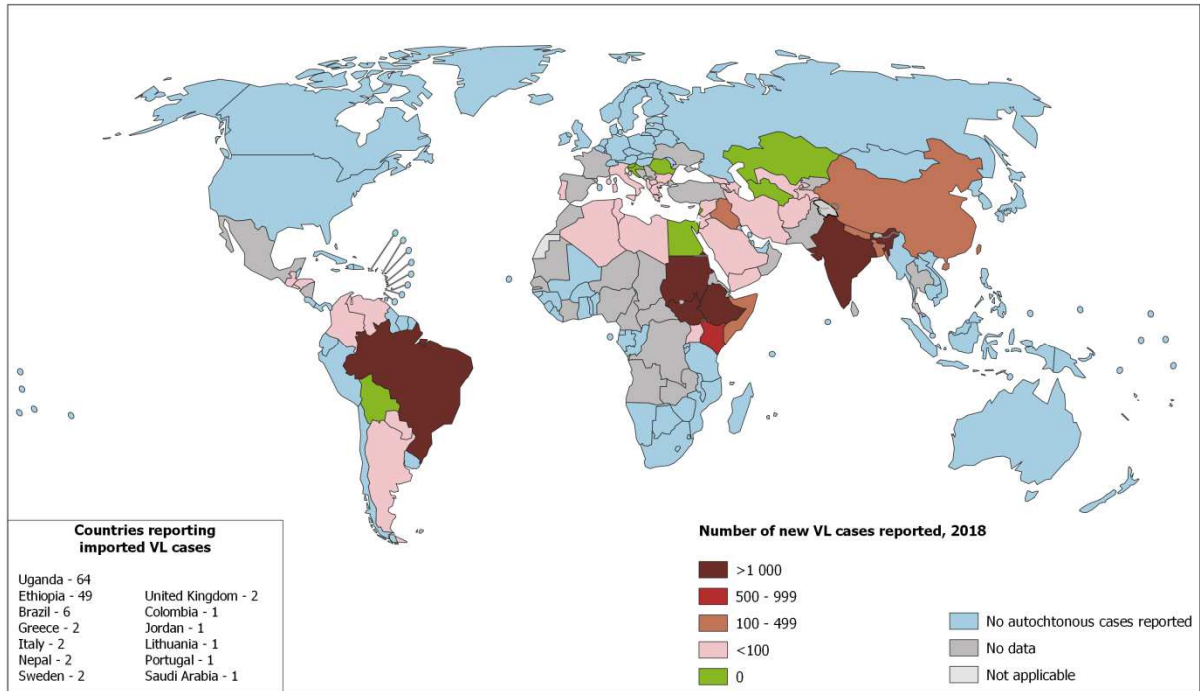 Countries reporting
imported VL cases
Uganda - 64
Ethiopia - 49
Brazil - 6
Greece - 2
Italy - 2
Nepal - 2
Sweden - 2
United Kingdom - 2
Colombia - 1
Jordan - 1
Lithuania - 1
Portugal - 1
Saudi Arabia - 1
Number of new VL cases reported, 2018
>1 000
500 - 999
100 - 499
<100
0
No autochtonous cases reported
No data
Not applicable